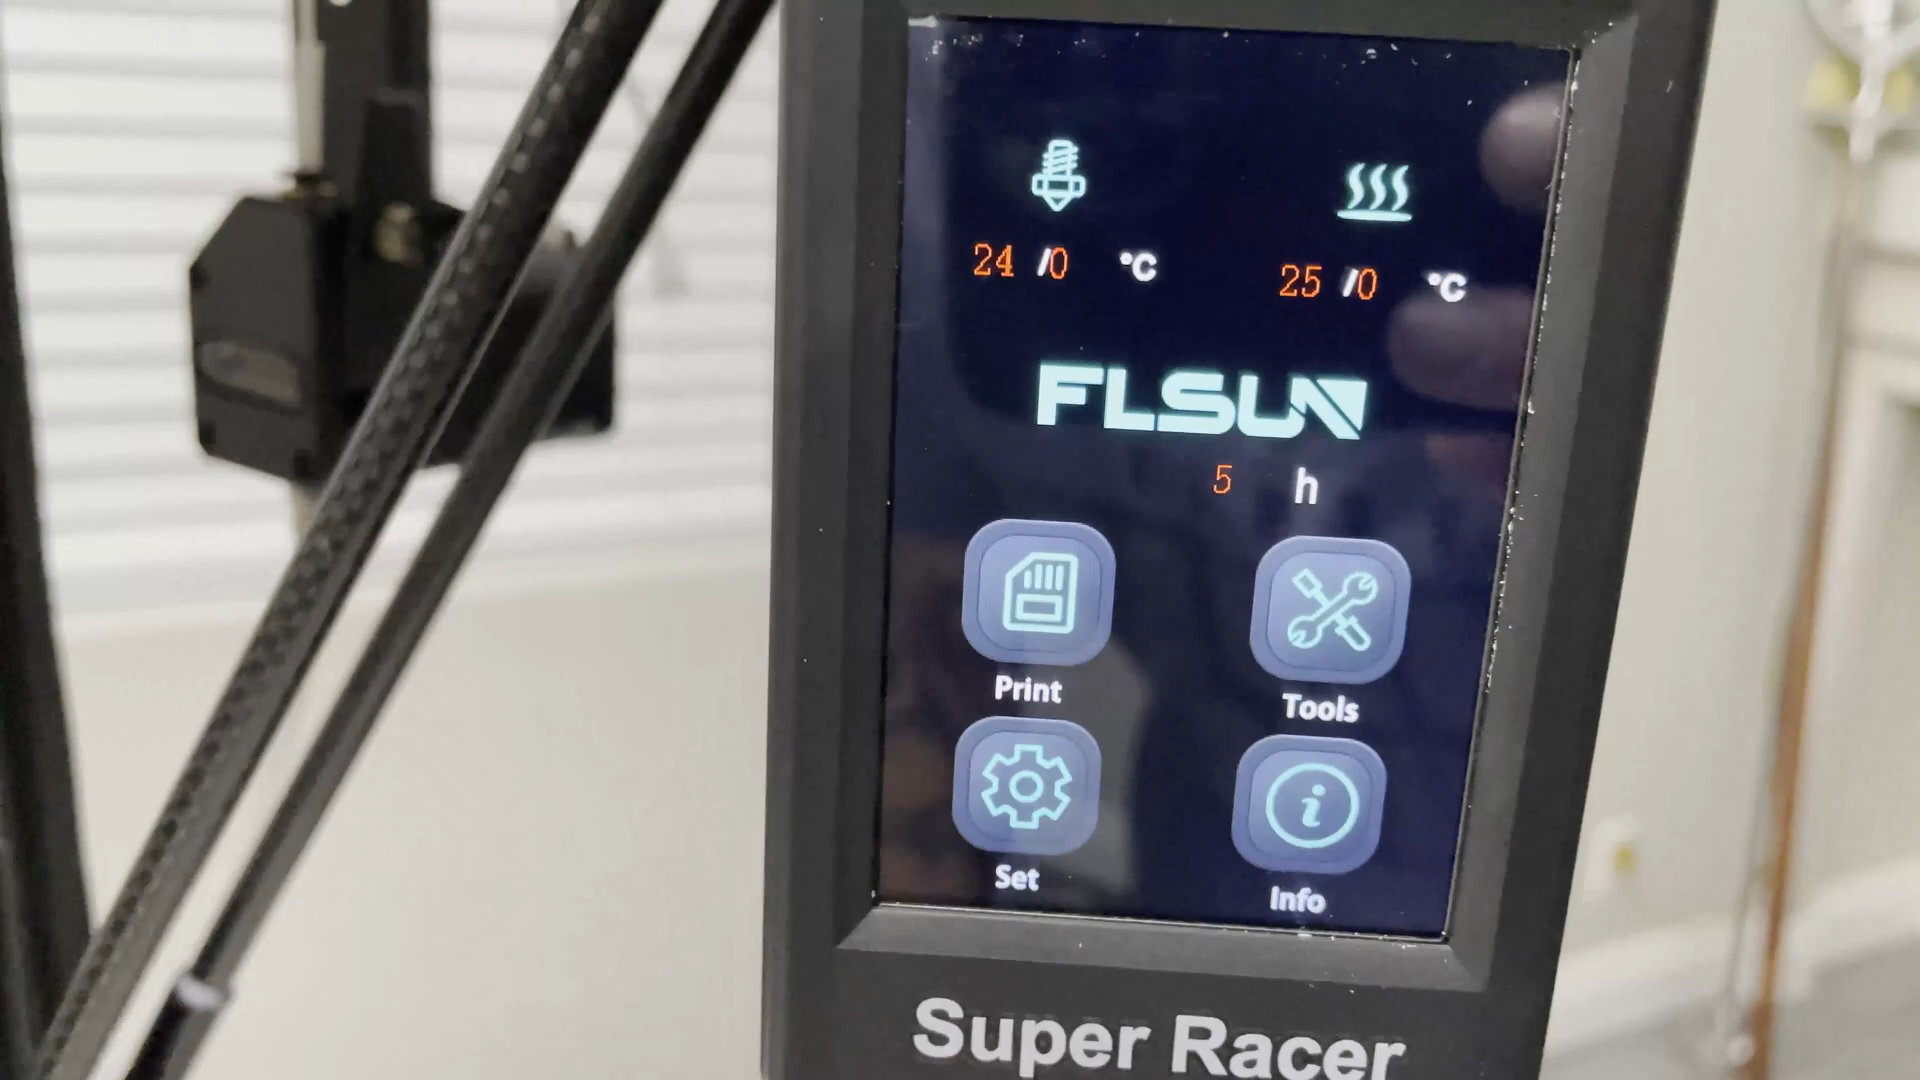 24 /0 °C 25 /0 °C
FLSUN
5 h
Print Tools
Set Info
Super Racer